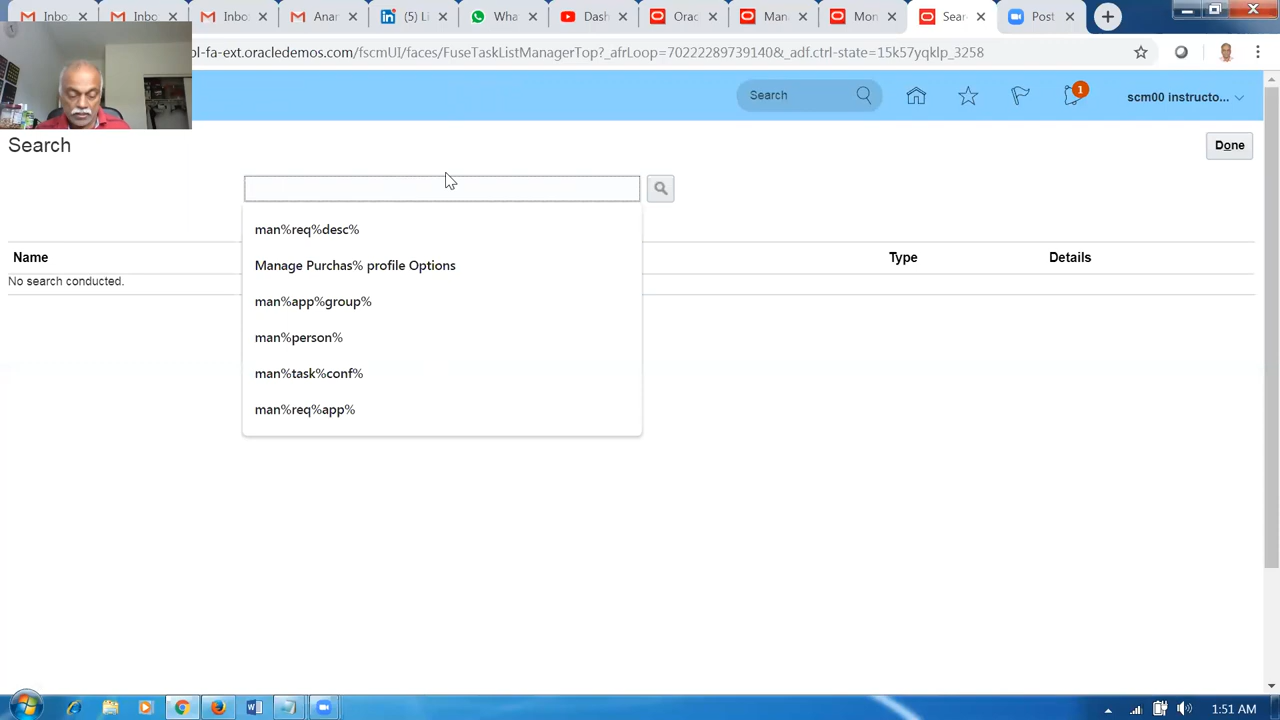 Inbo
Inbo
Inbo
Anar
(5) Li
Wha
Dash
Orac
Man
Mon
Sear
Post
ol-fa-ext.oracledemos.com/fscmUI/faces/FuseTaskListManagerTop?_afrLoop=70222289739140&_adf.ctrl-state=15k57yqklp_3258
Search
1
scm00 instructo...
Search
Done
man%req%desc%
Manage Purchas% profile Options
man%app%group%
man%person%
man%task%conf%
man%req%app%
Name
Type
Details
No search conducted.
1:51 AM